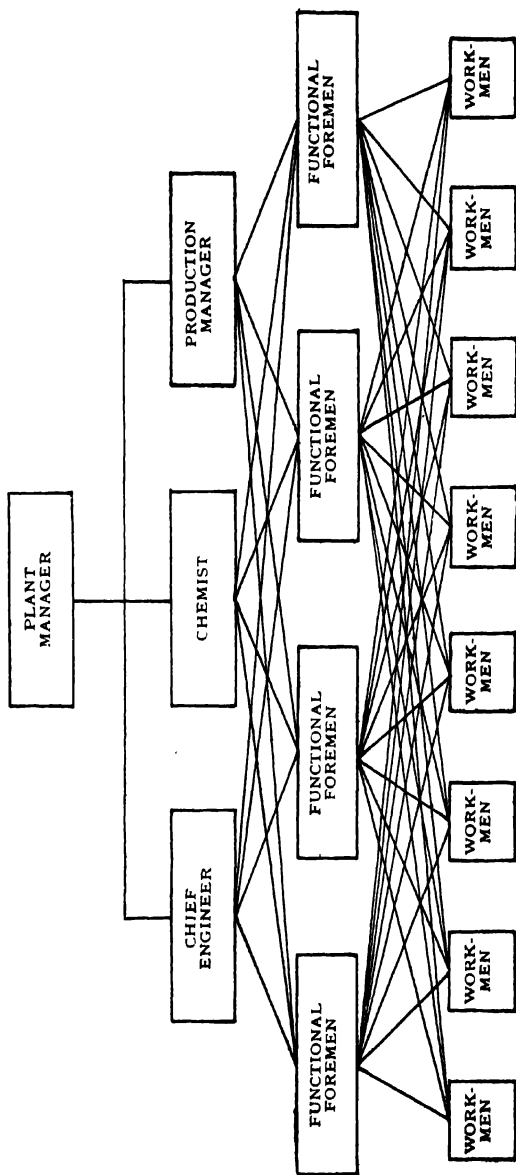 PLANT
MANAGER
CHIEF
ENGINEER
CHEMIST
PRODUCTION
MANAGER
FUNCTIONAL
FOREMEN
FUNCTIONAL
FOREMEN
FUNCTIONAL
FOREMEN
FUNCTIONAL
FOREMEN
WORK-
MEN
WORK-
MEN
WORK-
MEN
WORK-
MEN
WORK-
MEN
WORK-
MEN
WORK-
MEN
WORK-
MEN